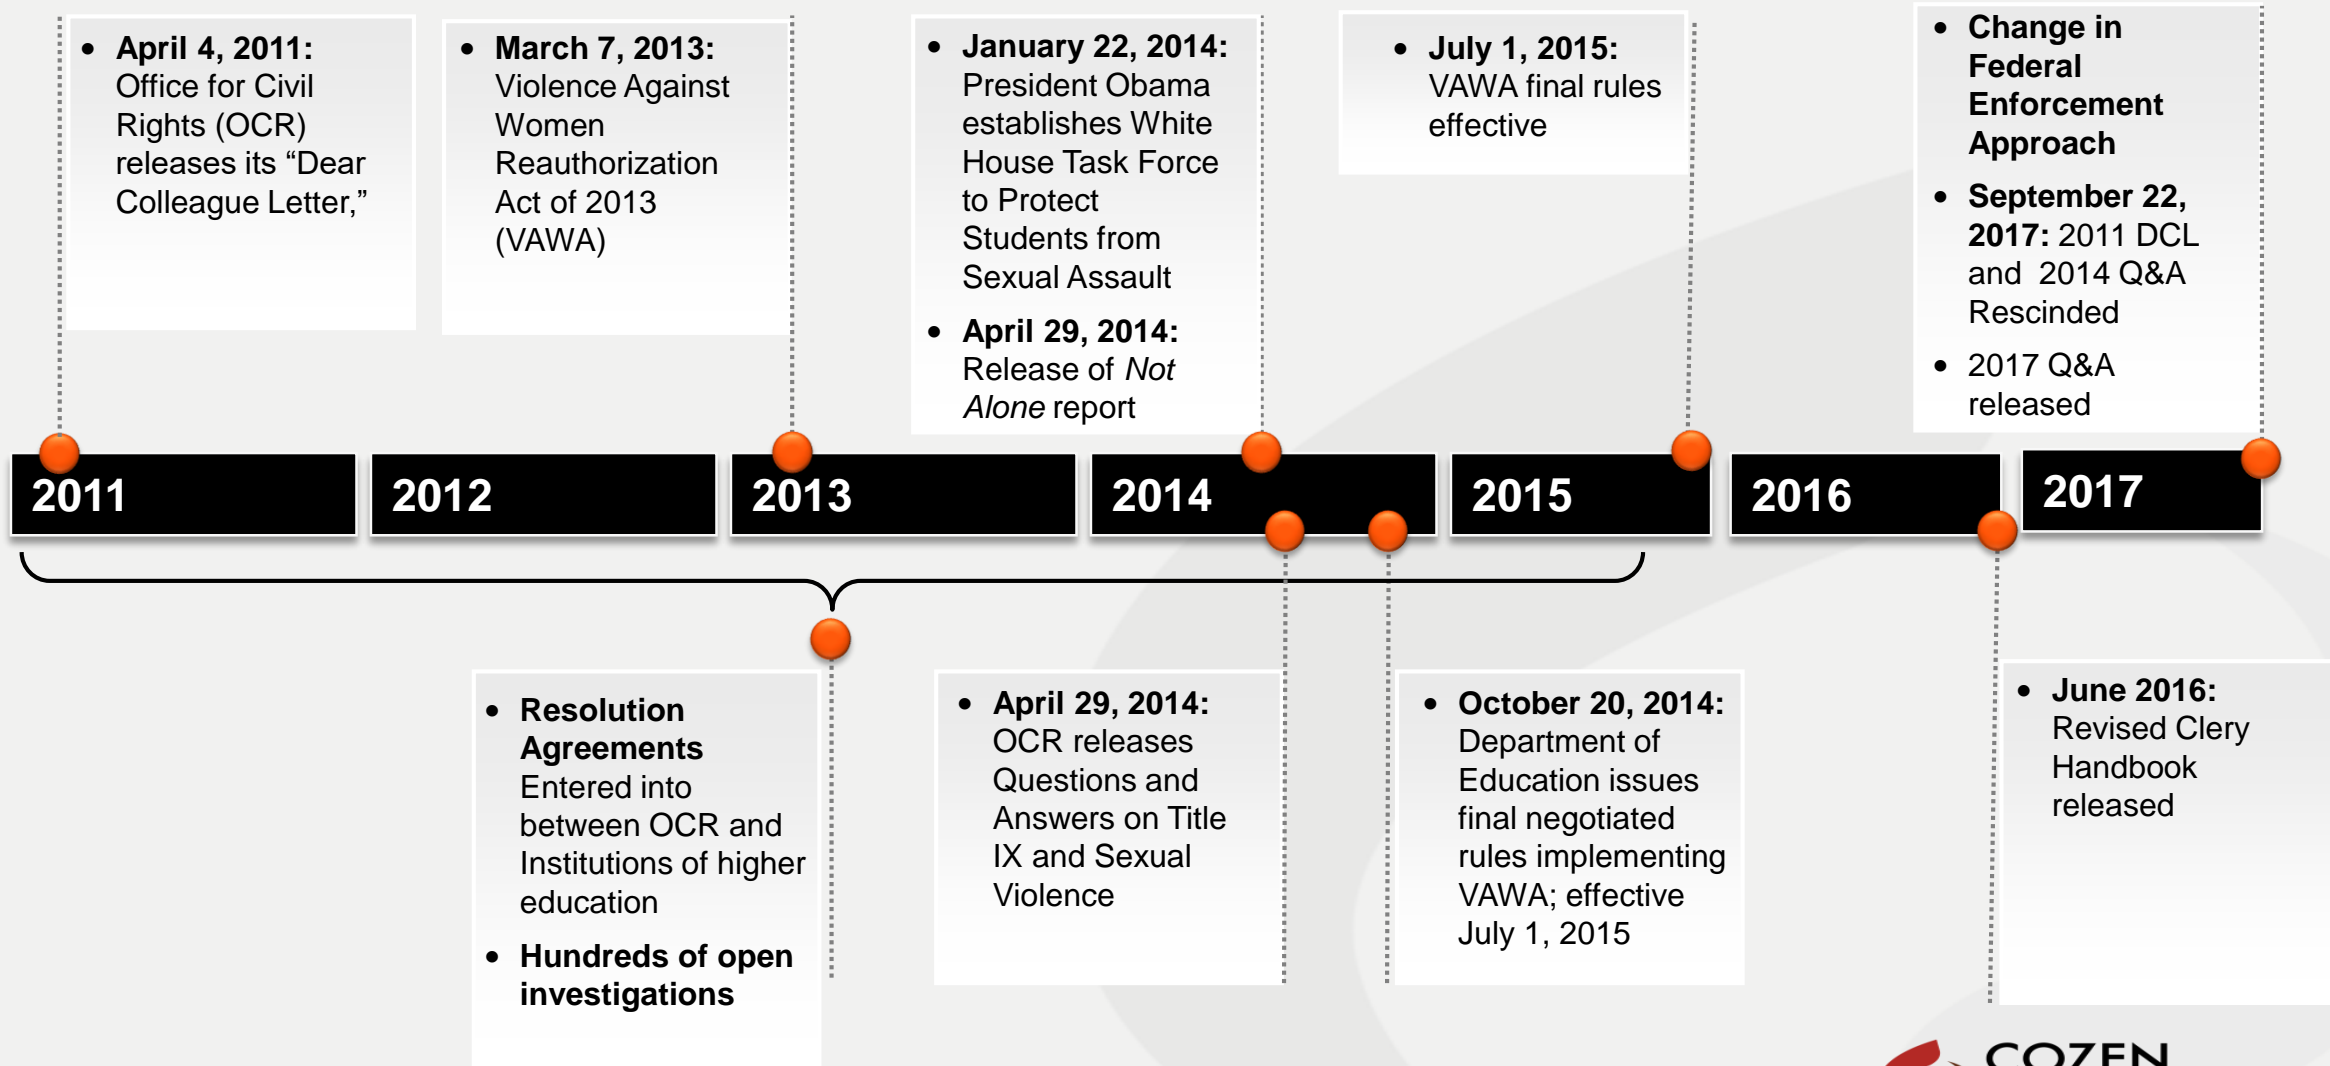 • April 4, 2011:
Office for Civil
Rights (OCR)
releases its “Dear
Colleague Letter,”
• March 7, 2013:
Violence Against
Women
Reauthorization
Act of 2013
(VAWA)
• January 22, 2014:
President Obama
establishes White
House Task Force
to Protect
Students from
Sexual Assault
• April 29, 2014:
Release of Not
Alone report
• July 1, 2015:
VAWA final rules
effective
• Change in
Federal
Enforcement
Approach
• September 22,
2017: 2011 DCL
and 2014 Q&A
Rescinded
• 2017 Q&A
released
2011
2012
2013
2014
2015
2016
2017
• Resolution
Agreements
Entered into
between OCR and
Institutions of higher
education
• Hundreds of open
investigations
• April 29, 2014:
OCR releases
Questions and
Answers on Title
IX and Sexual
Violence
• October 20, 2014:
Department of
Education issues
final negotiated
rules implementing
VAWA; effective
July 1, 2015
• June 2016:
Revised Clery
Handbook
released
COZEN